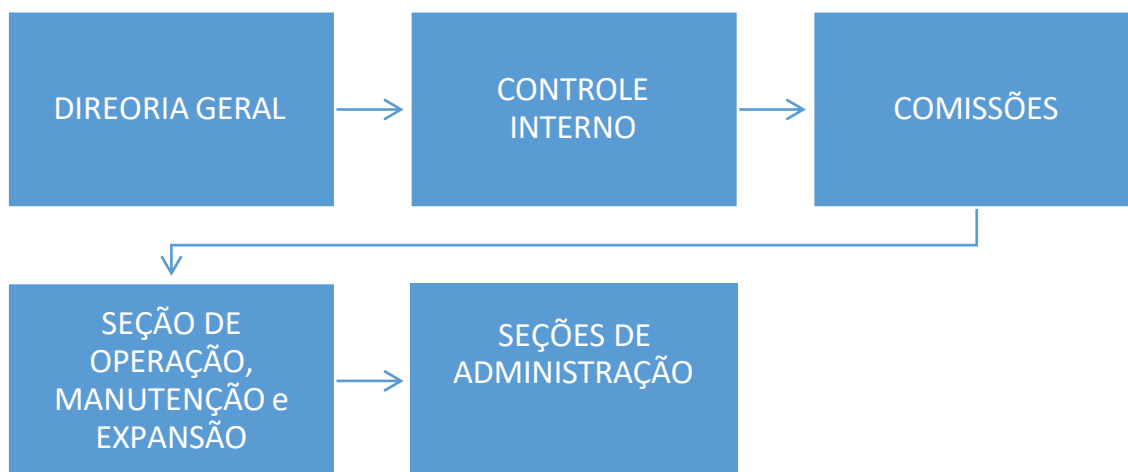 DIREORIA GERAL
CONTROLE
INTERNO
COMISSÕES
SEÇÃO DE
OPERAÇÃO,
MANUTENÇÃO e
EXPANSÃO
SEÇÕES DE
ADMINISTRAÇÃO